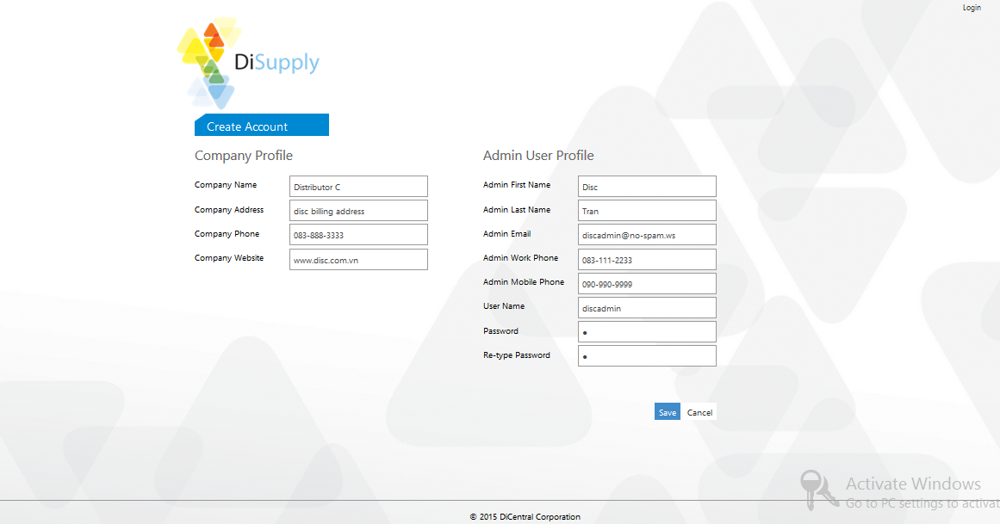 Login
DiSupply
Create Account
Company Profile
Company Name Distributor C
Company Address disc billing address
Company Phone 083-888-3333
Company Website www.disc.com.vn
Admin User Profile
Admin First Name Disc
Admin Last Name Tran
Admin Email discadmin@no-spam.ws
Admin Work Phone 083-111-2233
Admin Mobile Phone 090-990-9999
User Name discadmin
Password •
Re-type Password •
Save Cancel
Activate Windows
Go to PC settings to activat
© 2015 DiCentral Corporation